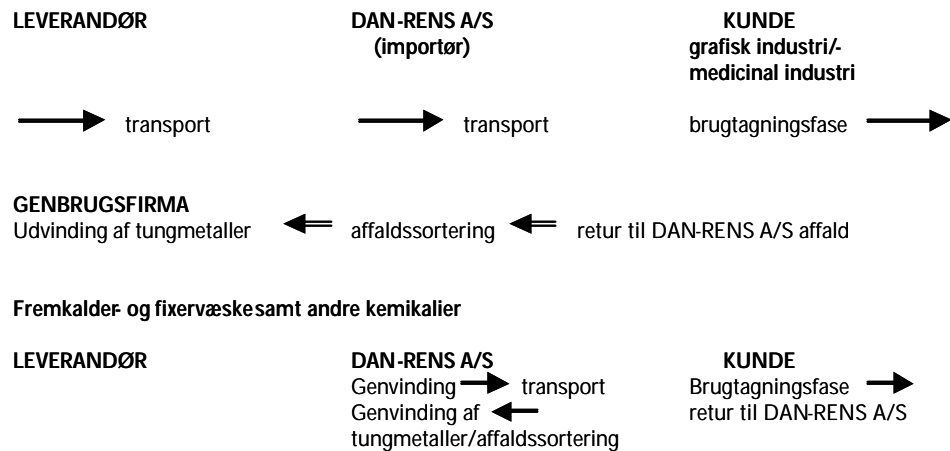 LEVERANDØR DAN-RENS A/S KUNDE
(importør) grafisk industri/-
medicinal industri
transport transport brugtagningsfase
GENBRUGSFIRMA
Udvinding af tungmetaller affaldssortering retur til DAN-RENS A/S affald
Fremkalder- og fixervæske samt andre kemikalier
LEVERANDØR DAN-RENS A/S KUNDE
Genvinding transport Brugtagningsfase
Genvinding af retur til DAN-RENS A/S
tungmetaller/affaldssortering